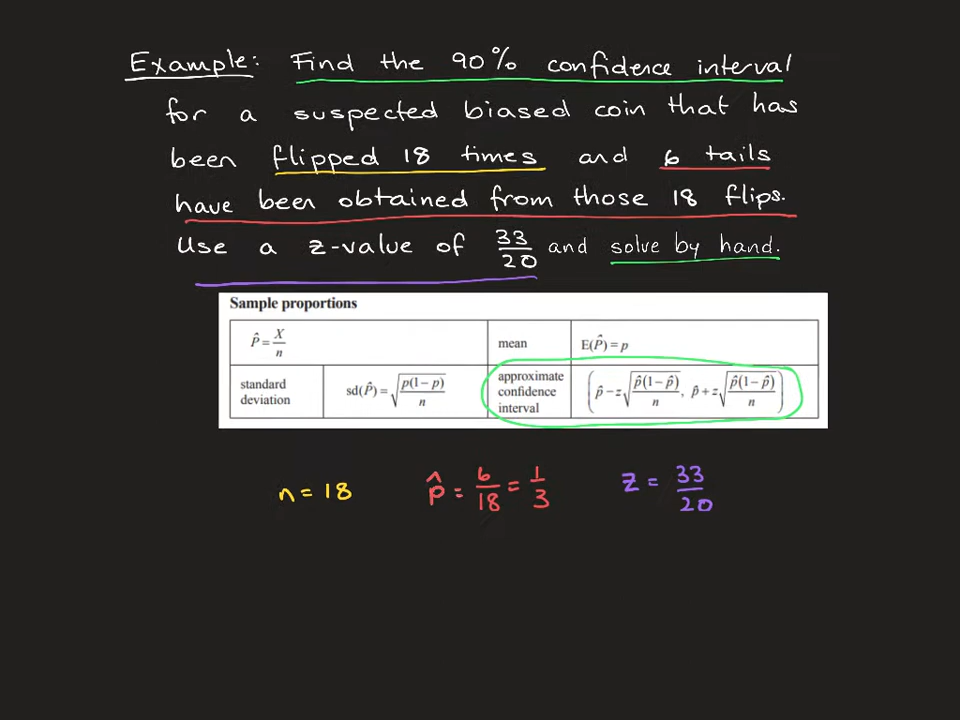 Example: Find the 90% confidence interval
for a suspected biased coin that has
been flipped 18 times and 6 tails
have been obtained from those 18 flips.
Use a z-value of 33/20 and solve by hand.
Sample proportions
P̂ = X/n mean E(P̂) = p
standard deviation sd(P̂) = √(p(1−p)/n) approximate confidence interval (p̂ − z√(p̂(1−p̂)/n), p̂ + z√(p̂(1−p̂)/n))
n = 18 p̂ = 6/18 = 1/3 z = 33/20